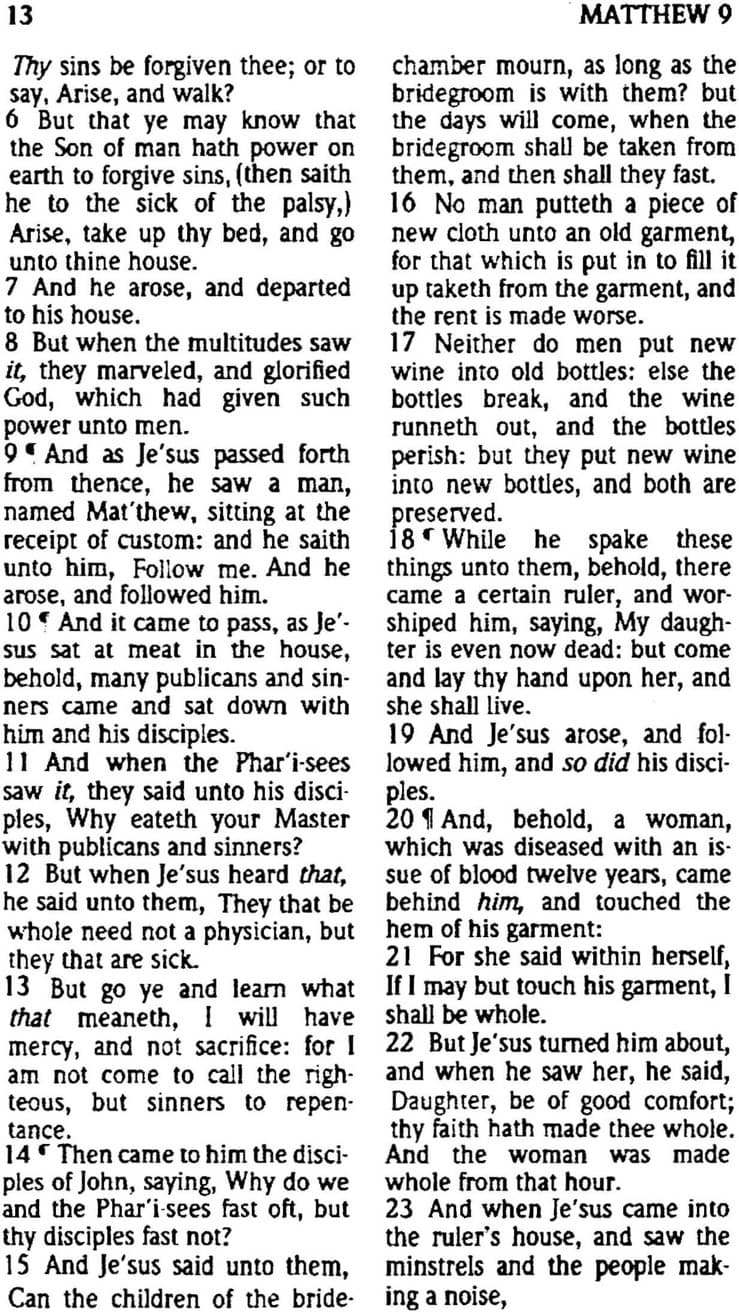 13 MATTHEW 9
Thy sins be forgiven thee; or to
say, Arise, and walk?
6 But that ye may know that
the Son of man hath power on
earth to forgive sins, (then saith
he to the sick of the palsy,)
Arise, take up thy bed, and go
unto thine house.
7 And he arose, and departed
to his house.
8 But when the multitudes saw
it, they marveled, and glorified
God, which had given such
power unto men.
9 ¶ And as Je'sus passed forth
from thence, he saw a man,
named Mat'thew, sitting at the
receipt of custom: and he saith
unto him, Follow me. And he
arose, and followed him.
10 ¶ And it came to pass, as Je'-
sus sat at meat in the house,
behold, many publicans and sin-
ners came and sat down with
him and his disciples.
11 And when the Phar'i-sees
saw it, they said unto his disci-
ples, Why eateth your Master
with publicans and sinners?
12 But when Je'sus heard that,
he said unto them, They that be
whole need not a physician, but
they that are sick.
13 But go ye and learn what
that meaneth, I will have
mercy, and not sacrifice: for I
am not come to call the righ-
teous, but sinners to repen-
tance.
14 ¶ Then came to him the disci-
ples of John, saying, Why do we
and the Phar'i-sees fast oft, but
thy disciples fast not?
15 And Je'sus said unto them,
Can the children of the bride-
chamber mourn, as long as the
bridegroom is with them? but
the days will come, when the
bridegroom shall be taken from
them, and then shall they fast.
16 No man putteth a piece of
new cloth unto an old garment,
for that which is put in to fill it
up taketh from the garment, and
the rent is made worse.
17 Neither do men put new
wine into old bottles: else the
bottles break, and the wine
runneth out, and the bottles
perish: but they put new wine
into new bottles, and both are
preserved.
18 ¶ While he spake these
things unto them, behold, there
came a certain ruler, and wor-
shiped him, saying, My daugh-
ter is even now dead: but come
and lay thy hand upon her, and
she shall live.
19 And Je'sus arose, and fol-
lowed him, and so did his disci-
ples.
20 ¶ And, behold, a woman,
which was diseased with an is-
sue of blood twelve years, came
behind him, and touched the
hem of his garment:
21 For she said within herself,
If I may but touch his garment, I
shall be whole.
22 But Je'sus turned him about,
and when he saw her, he said,
Daughter, be of good comfort;
thy faith hath made thee whole.
And the woman was made
whole from that hour.
23 And when Je'sus came into
the ruler's house, and saw the
minstrels and the people mak-
ing a noise,